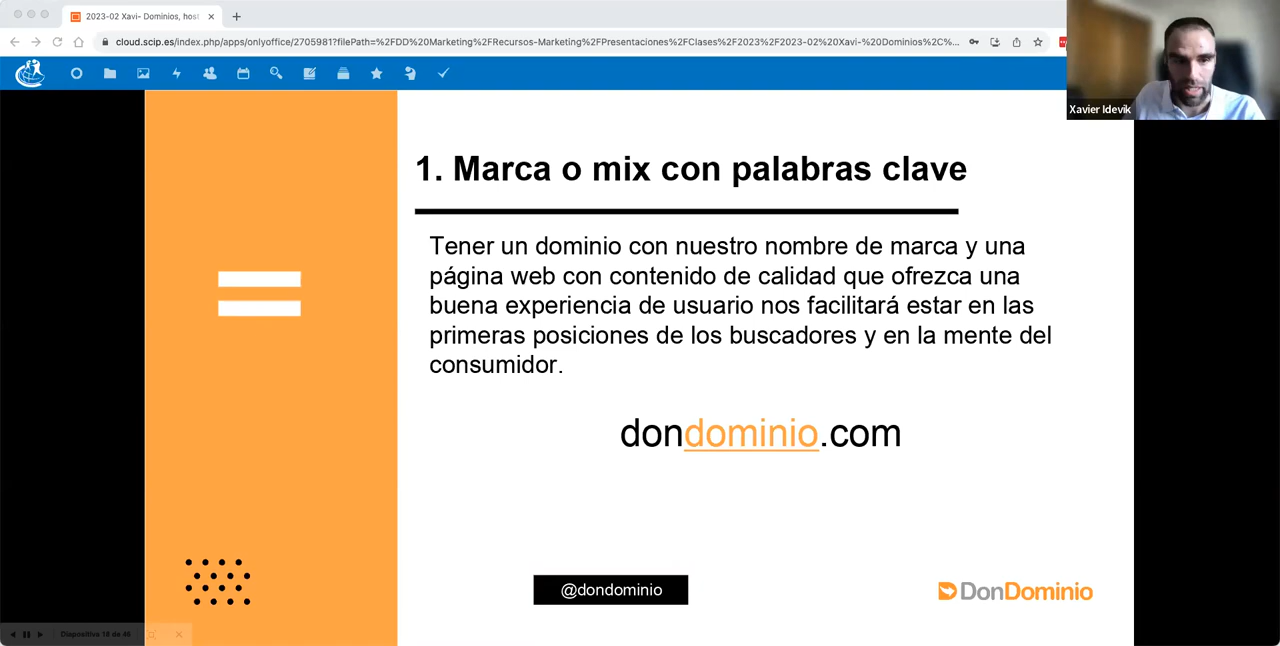 2023-02 Xavi- Dominios, host
cloud.scip.es/index.php/apps/onlyoffice/2705981?filePath=%2FDD%20Marketing%2FRecursos-Marketing%2FPresentaciones%2FClases%2F2023%2F2023-02%20Xavi-%20Dominios%2C%...
Xavier Idevik
1. Marca o mix con palabras clave
Tener un dominio con nuestro nombre de marca y una
página web con contenido de calidad que ofrezca una
buena experiencia de usuario nos facilitará estar en las
primeras posiciones de los buscadores y en la mente del
consumidor.
dondominio.com
@dondominio
DonDominio
Diapositiva 18 de 46